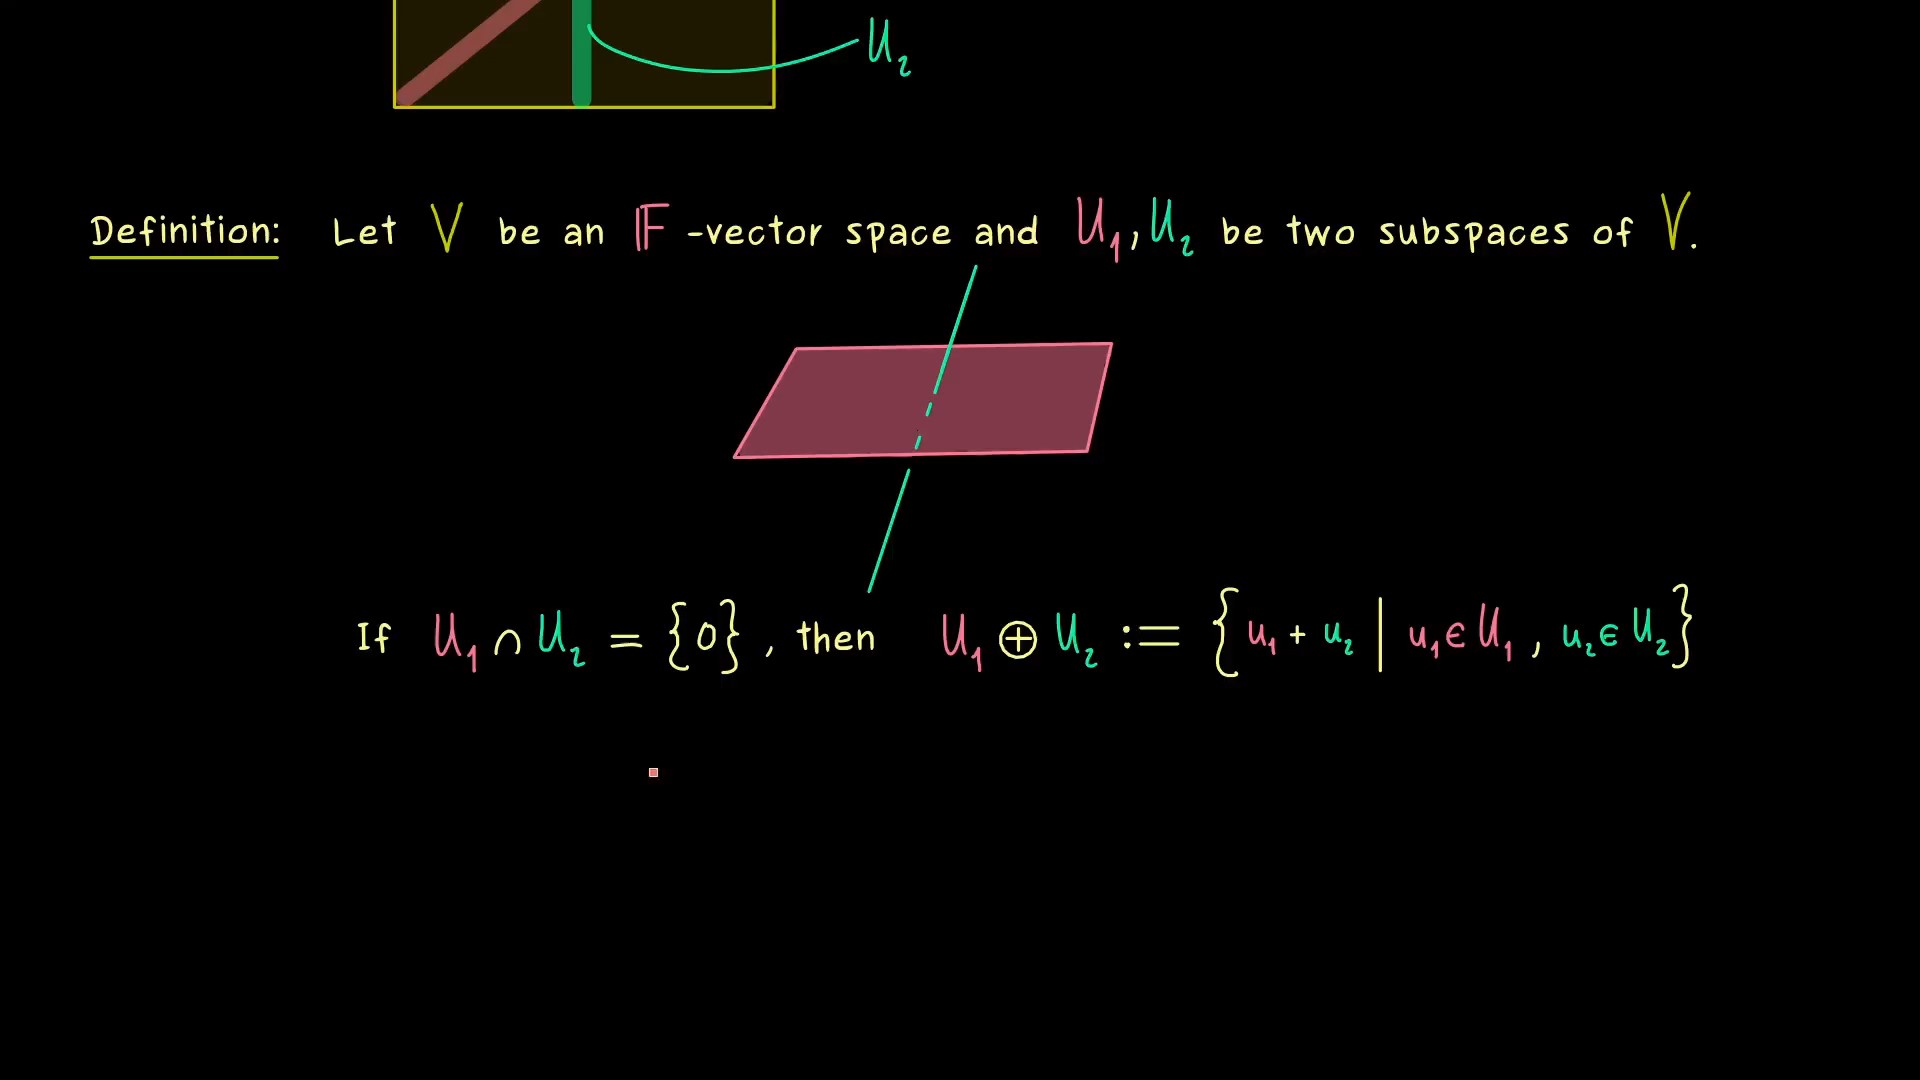 U₂
Definition: Let V be an 𝔽-vector space and U₁, U₂ be two subspaces of V.
If U₁ ∩ U₂ = {0}, then U₁ ⊕ U₂ := {u₁ + u₂ | u₁ ∈ U₁, u₂ ∈ U₂}